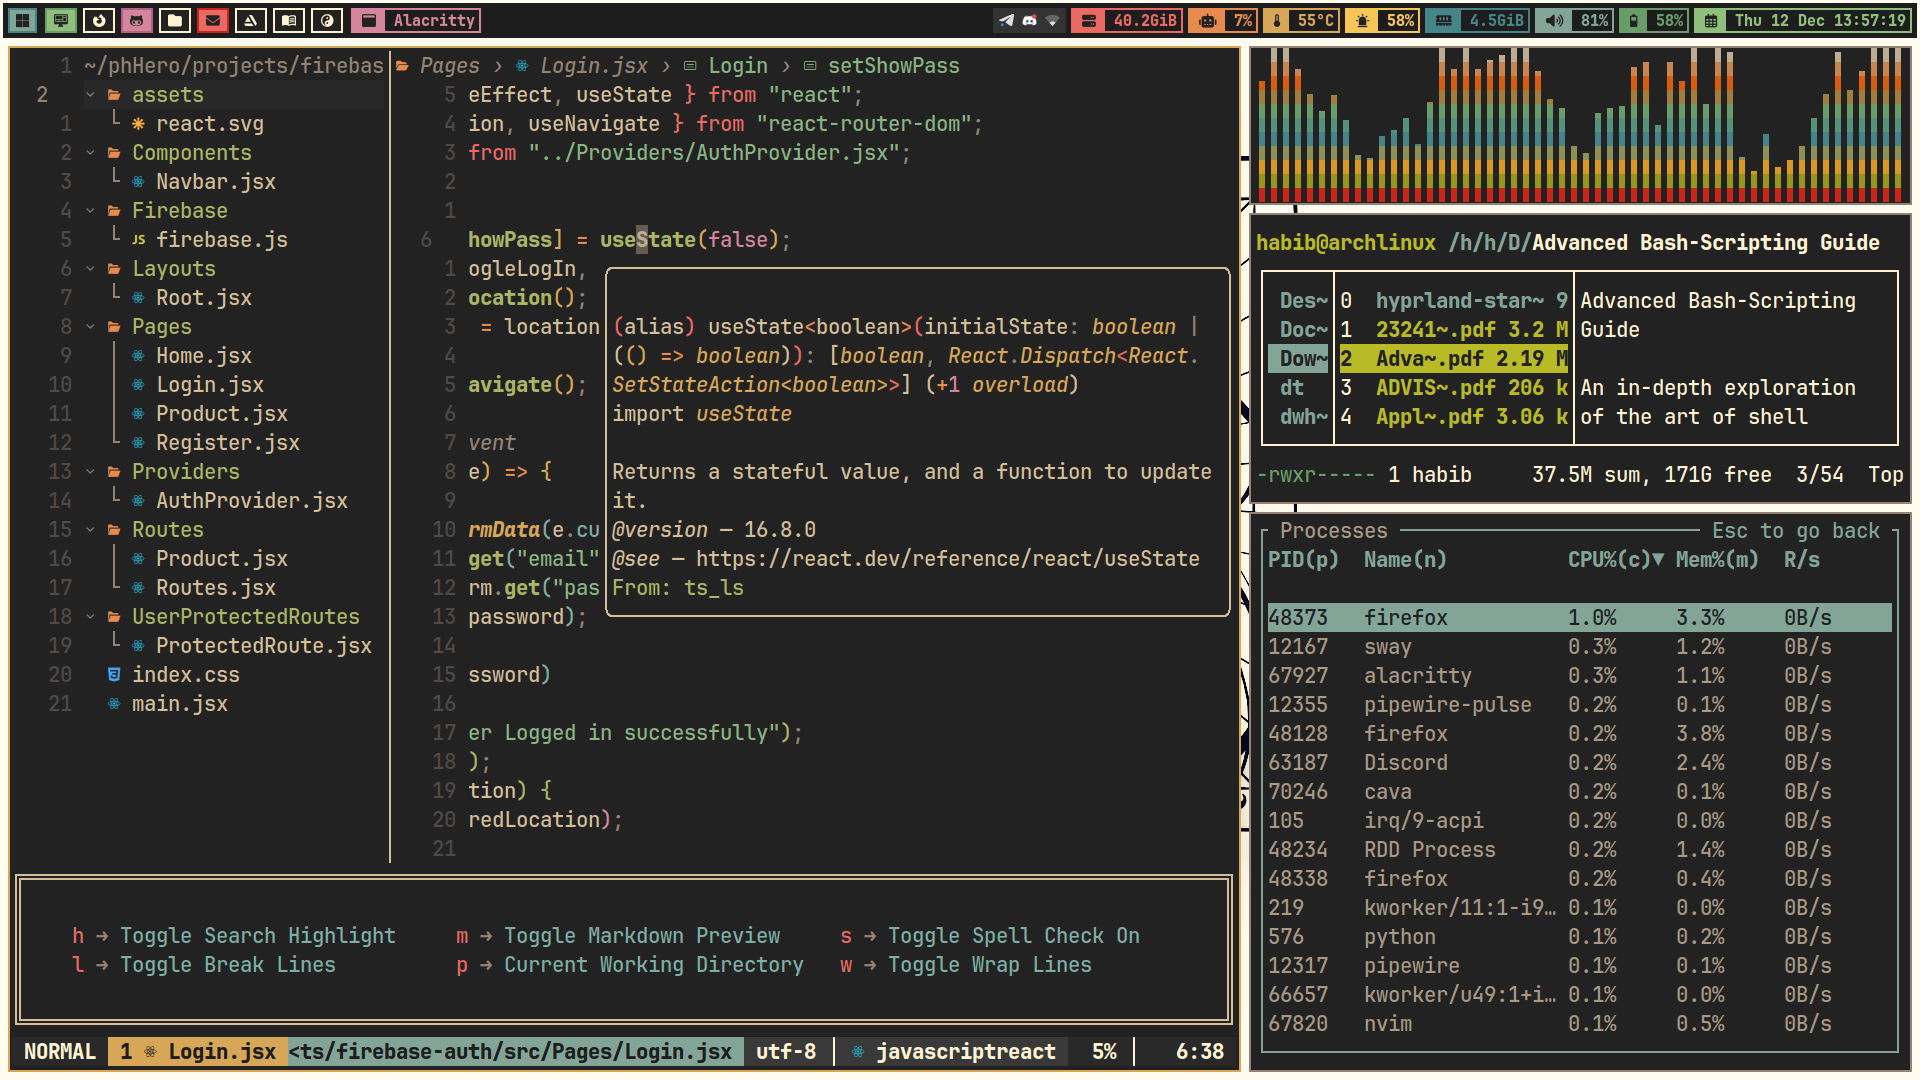 Alacritty
40.2GiB
7%
55°C
58%
4.5GiB
81%
58%
Thu 12 Dec 13:57:19
1 ~/phHero/projects/firebas
2 assets
1 react.svg
2 Components
3 Navbar.jsx
4 Firebase
5 JS firebase.js
6 Layouts
7 Root.jsx
8 Pages
9 Home.jsx
10 Login.jsx
11 Product.jsx
12 Register.jsx
13 Providers
14 AuthProvider.jsx
15 Routes
16 Product.jsx
17 Routes.jsx
18 UserProtectedRoutes
19 ProtectedRoute.jsx
20 index.css
21 main.jsx
Pages › Login.jsx › Login › setShowPass
5 eEffect, useState } from "react";
4 ion, useNavigate } from "react-router-dom";
3 from "../Providers/AuthProvider.jsx";
2
1
6 howPass] = useState(false);
1 ogleLogIn,
2 ocation();
3 = location
4
5 avigate();
6
7 vent
8 e) => {
9
10 rmData(e.cu
11 get("email"
12 rm.get("pas
13 password);
14
15 ssword)
16
17 er Logged in successfully");
18 );
19 tion) {
20 redLocation);
21
(alias) useState<boolean>(initialState: boolean |
(() => boolean)): [boolean, React.Dispatch<React.
SetStateAction<boolean>>] (+1 overload)
import useState
Returns a stateful value, and a function to update
it.
@version — 16.8.0
@see — https://react.dev/reference/react/useState
From: ts_ls
h → Toggle Search Highlight m → Toggle Markdown Preview s → Toggle Spell Check On
l → Toggle Break Lines p → Current Working Directory w → Toggle Wrap Lines
NORMAL 1 Login.jsx <ts/firebase-auth/src/Pages/Login.jsx utf-8 javascriptreact 5% 6:38
habib@archlinux /h/h/D/Advanced Bash-Scripting Guide
Des~ 0 hyprland-star~ 9 Advanced Bash-Scripting
Doc~ 1 23241~.pdf 3.2 M Guide
Dow~ 2 Adva~.pdf 2.19 M
dt 3 ADVIS~.pdf 206 k An in-depth exploration
dwh~ 4 Appl~.pdf 3.06 k of the art of shell
-rwxr----- 1 habib 37.5M sum, 171G free 3/54 Top
Processes Esc to go back
PID(p) Name(n) CPU%(c)▼ Mem%(m) R/s
48373 firefox 1.0% 3.3% 0B/s
12167 sway 0.3% 1.2% 0B/s
67927 alacritty 0.3% 1.1% 0B/s
12355 pipewire-pulse 0.2% 0.1% 0B/s
48128 firefox 0.2% 3.8% 0B/s
63187 Discord 0.2% 2.4% 0B/s
70246 cava 0.2% 0.1% 0B/s
105 irq/9-acpi 0.2% 0.0% 0B/s
48234 RDD Process 0.2% 1.4% 0B/s
48338 firefox 0.2% 0.4% 0B/s
219 kworker/11:1-i9… 0.1% 0.0% 0B/s
576 python 0.1% 0.2% 0B/s
12317 pipewire 0.1% 0.1% 0B/s
66657 kworker/u49:1+i… 0.1% 0.0% 0B/s
67820 nvim 0.1% 0.5% 0B/s